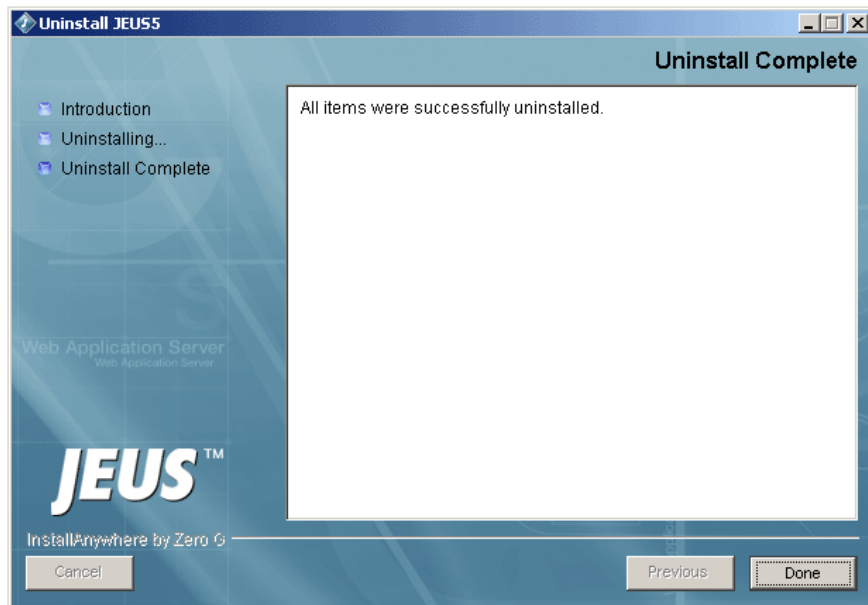 Uninstall JEUS5
Uninstall Complete
Introduction
Uninstalling...
Uninstall Complete
All items were successfully uninstalled.
S
Web Application Server
Web Application Server
JEUS™
InstallAnywhere by Zero G
Cancel
Previous
Done